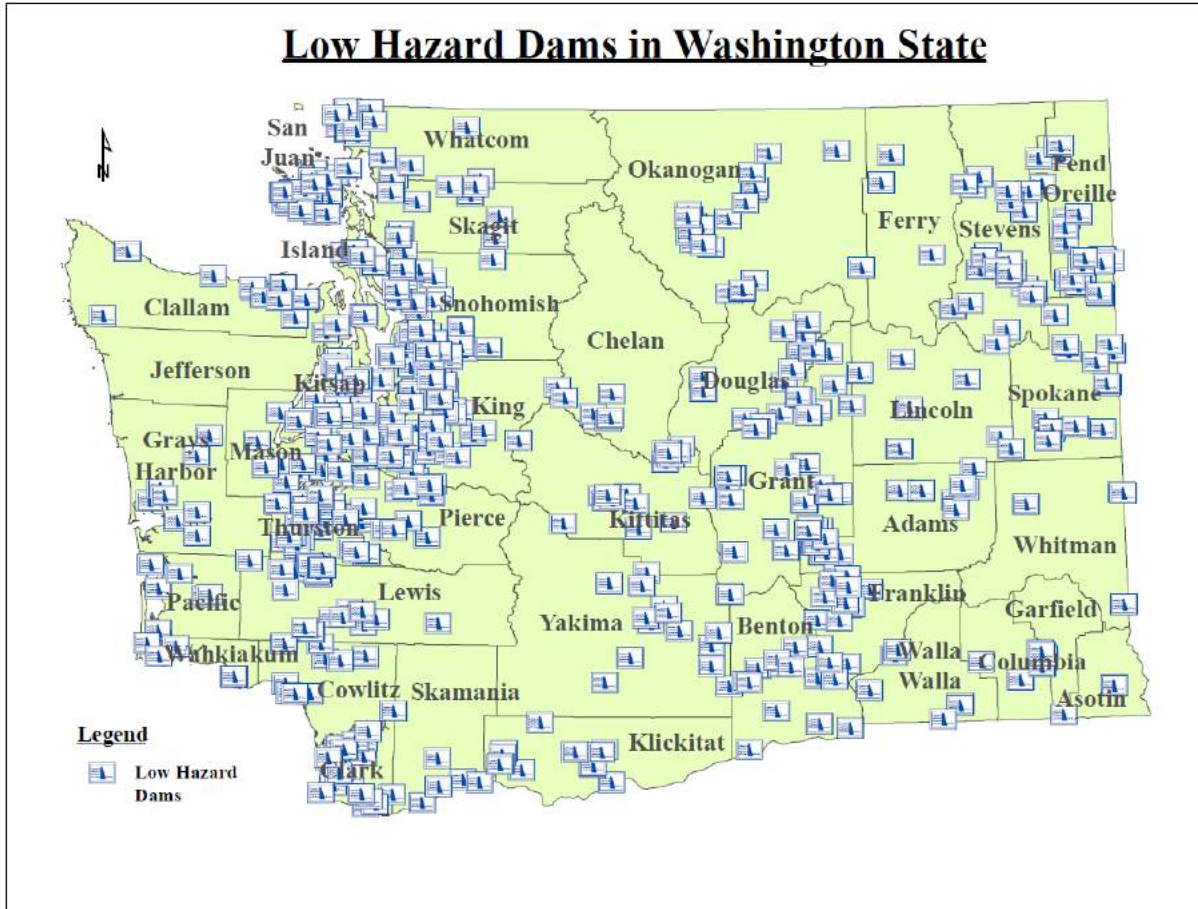 Low Hazard Dams in Washington State
N
San
Juan
Whatcom
Okanogan
Pend
Oreille
Skagit
Ferry
Stevens
Island
Clallam
Snohomish
Chelan
Jefferson
Kitsap
Douglas
King
Lincoln
Spokane
Grays
Harbor
Mason
Grant
Kittitas
Adams
Thurston
Pierce
Whitman
Pacific
Lewis
Yakima
Benton
Franklin
Garfield
Wahkiakum
Walla
Walla
Columbia
Cowlitz
Skamania
Asotin
Klickitat
Clark
Legend
Low Hazard
Dams